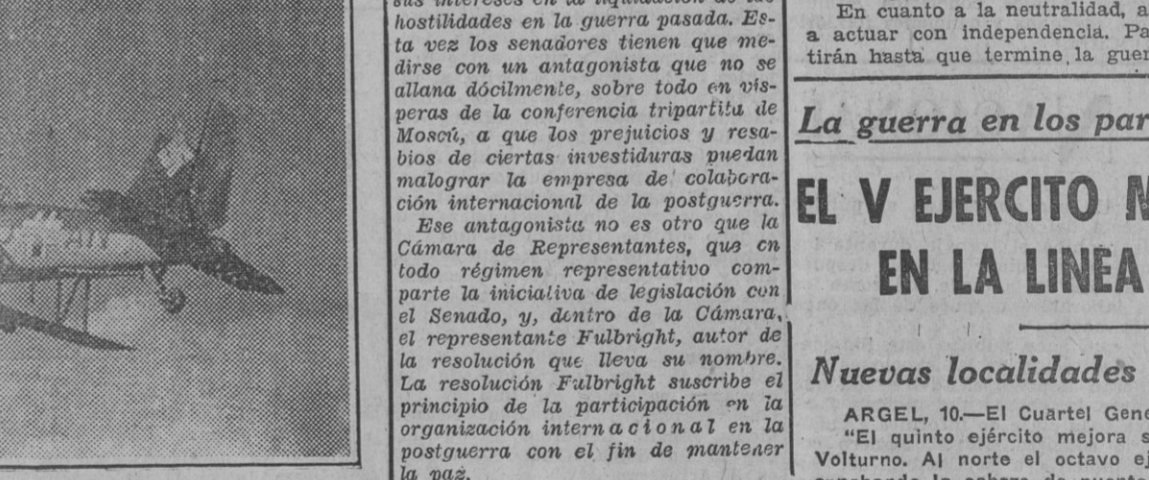 sus intereses en la liquidación de las
hostilidades en la guerra pasada. Es-
ta vez los senadores tienen que me-
dirse con un antagonista que no se
allana dócilmente, sobre todo en vís-
peras de la conferencia tripartita de
Moscú, a que los prejuicios y resa-
bios de ciertas investiduras puedan
malograr la empresa de colabora-
ción internacional de la postguerra.
Ese antagonista no es otro que la
Cámara de Representantes, que en
todo régimen representativo com-
parte la iniciativa de legislación con
el Senado, y, dentro de la Cámara,
el representante Fulbright, autor de
la resolución que lleva su nombre.
La resolución Fulbright suscribe el
principio de la participación en la
organización internacional en la
postguerra con el fin de mantener
la paz.
En cuanto a la neutralidad, a
a actuar con independencia. Pa
tirán hasta que termine la guer
La guerra en los par
EL V EJERCITO M
EN LA LINEA
Nuevas localidades
ARGEL, 10.—El Cuartel Gene
"El quinto ejército mejora s
Volturno. Al norte el octavo ej